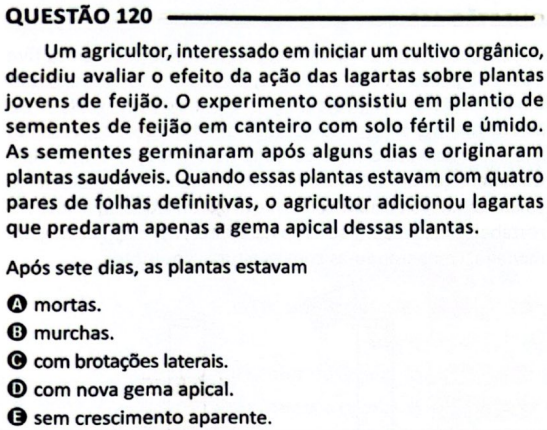 QUESTÃO 120
Um agricultor, interessado em iniciar um cultivo orgânico,
decidiu avaliar o efeito da ação das lagartas sobre plantas
jovens de feijão. O experimento consistiu em plantio de
sementes de feijão em canteiro com solo fértil e úmido.
As sementes germinaram após alguns dias e originaram
plantas saudáveis. Quando essas plantas estavam com quatro
pares de folhas definitivas, o agricultor adicionou lagartas
que predaram apenas a gema apical dessas plantas.
Após sete dias, as plantas estavam
A mortas.
B murchas.
C com brotações laterais.
D com nova gema apical.
E sem crescimento aparente.